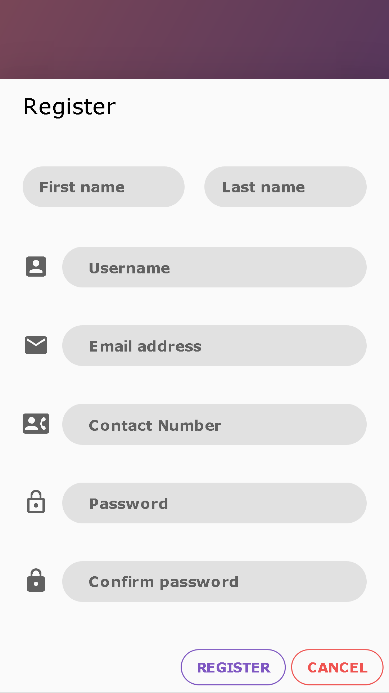 Register
First name Last name
Username
Email address
Contact Number
Password
Confirm password
REGISTER CANCEL